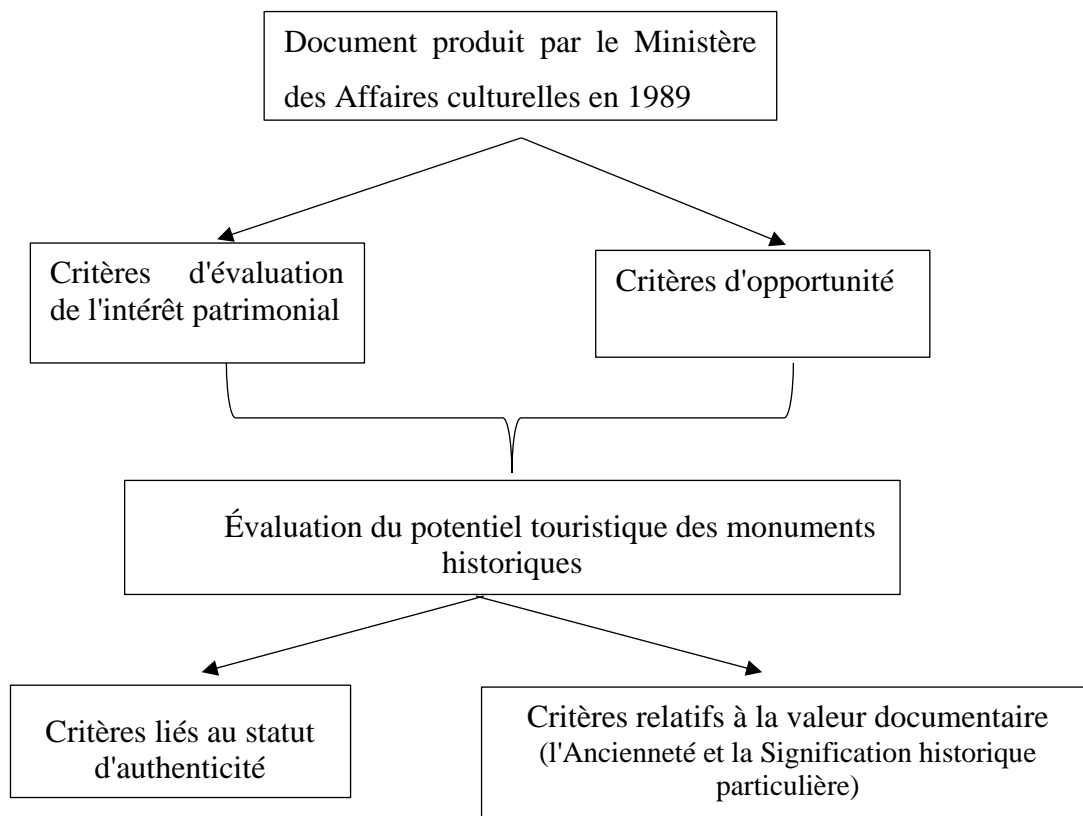 Document produit par le Ministère
des Affaires culturelles en 1989
Critères d'évaluation
de l'intérêt patrimonial
Critères d'opportunité
Évaluation du potentiel touristique des monuments
historiques
Critères liés au statut
d'authenticité
Critères relatifs à la valeur documentaire
(l'Ancienneté et la Signification historique
particulière)